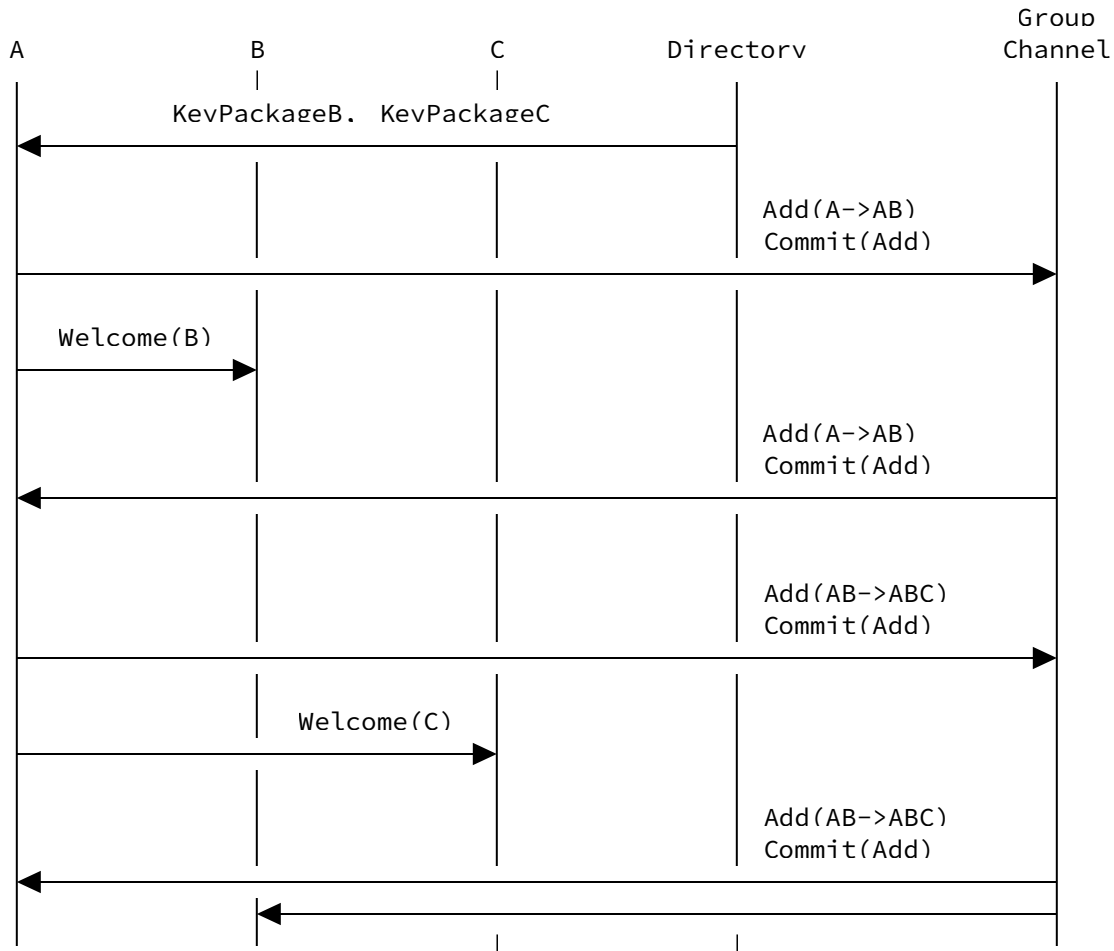 Group
A B C Directory Channel
KeyPackageB, KeyPackageC
Add(A->AB)
Commit(Add)
Welcome(B)
Add(A->AB)
Commit(Add)
Add(AB->ABC)
Commit(Add)
Welcome(C)
Add(AB->ABC)
Commit(Add)